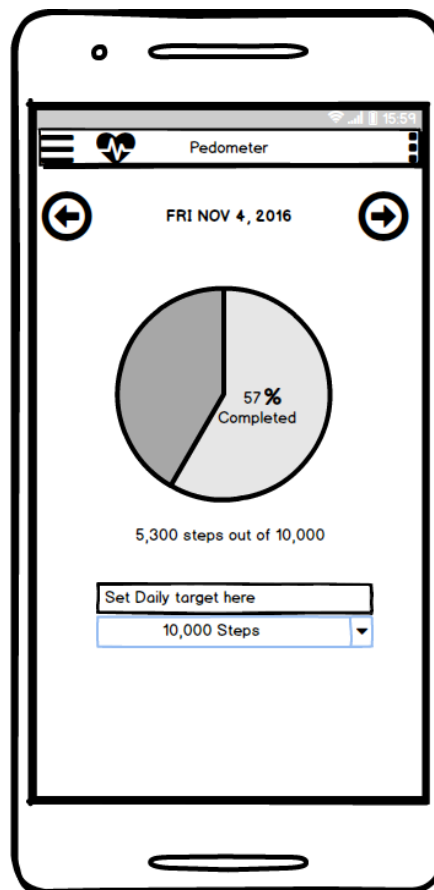 15:59
Pedometer
FRI NOV 4, 2016
57 %
Completed
5,300 steps out of 10,000
Set Daily target here
10,000 Steps